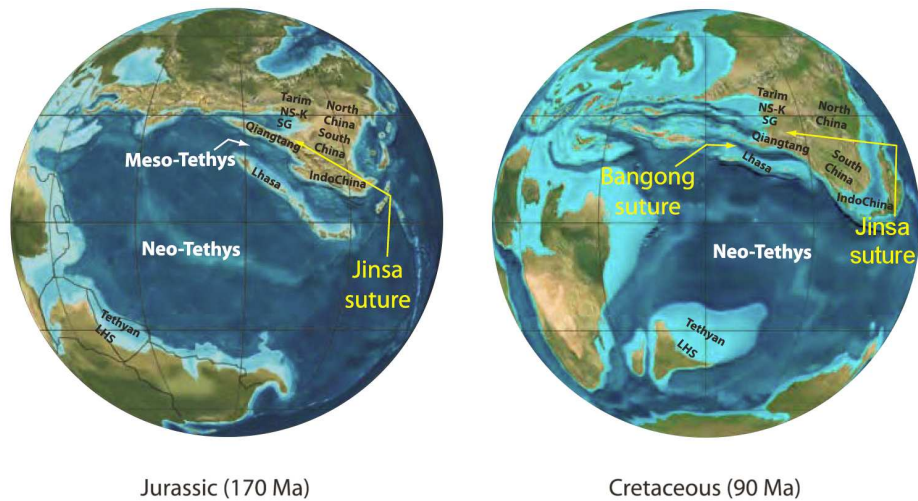 Tarim
NS-K
SG
North
China
South
China
Qiangtang
Meso-Tethys
Lhasa
IndoChina
Neo-Tethys
Jinsa
suture
Tethyan
LHS
Jurassic (170 Ma)
Tarim
NS-K
SG
North
China
Qiangtang
Bangong
suture
Lhasa
South
China
IndoChina
Neo-Tethys
Jinsa
suture
Tethyan
LHS
Cretaceous (90 Ma)